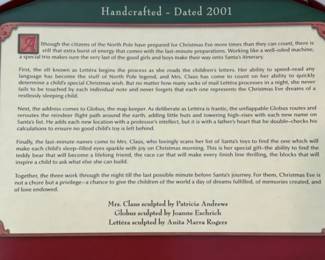 Handcrafted - Dated 2001
Although the citizens of the North Pole have prepared for Christmas Eve more times than they can count, there is
still that extra burst of energy that comes with the last-minute preparations. Working like a well-oiled machine,
a special trio makes sure the very last of the good girls and boys make their way onto Santa's itinerary.
First, the elf known as Lettera begins the process as she reads the children's letters. Her ability to speed-read any
language has become the stuff of North Pole legend, and Mrs. Claus has come to count on her ability to quickly
determine a child's special Christmas wish. But no matter how many sacks of mail Lettera processes in a night, she never
fails to be touched by each individual note and never forgets that each one represents the Christmas Eve dreams of a
restlessly sleeping child.
Next, the address comes to Globus, the map keeper. As deliberate as Lettera is frantic, the unflappable Globus routes and
reroutes the reindeer flight path around the earth, adding little huts and towering high-rises with each new name on
Santa's list. He adds each new location with a professor's intellect, but it is with a father's heart that he double-checks his
calculations to ensure no good child's toy is left behind.
Finally, the last-minute names come to Mrs. Claus, who lovingly scans her list of Santa's toys to find the one which will
make each child's sleep-filled eyes sparkle with joy on Christmas morning. This is her special gift–the ability to find the
teddy bear that will become a lifelong friend, the race car that will make every finish line thrilling, the blocks that will
inspire a child to ask what else she can build.
Together, the three work through the night till the last possible minute before Santa's journey. For them, Christmas Eve is
not a chore but a privilege–a chance to give the children of the world a day of dreams fulfilled, of memories created, and
of love endowed.
Mrs. Claus sculpted by Patricia Andrews
Globus sculpted by Joanne Eschrich
Lettera sculpted by Anita Marra Rogers